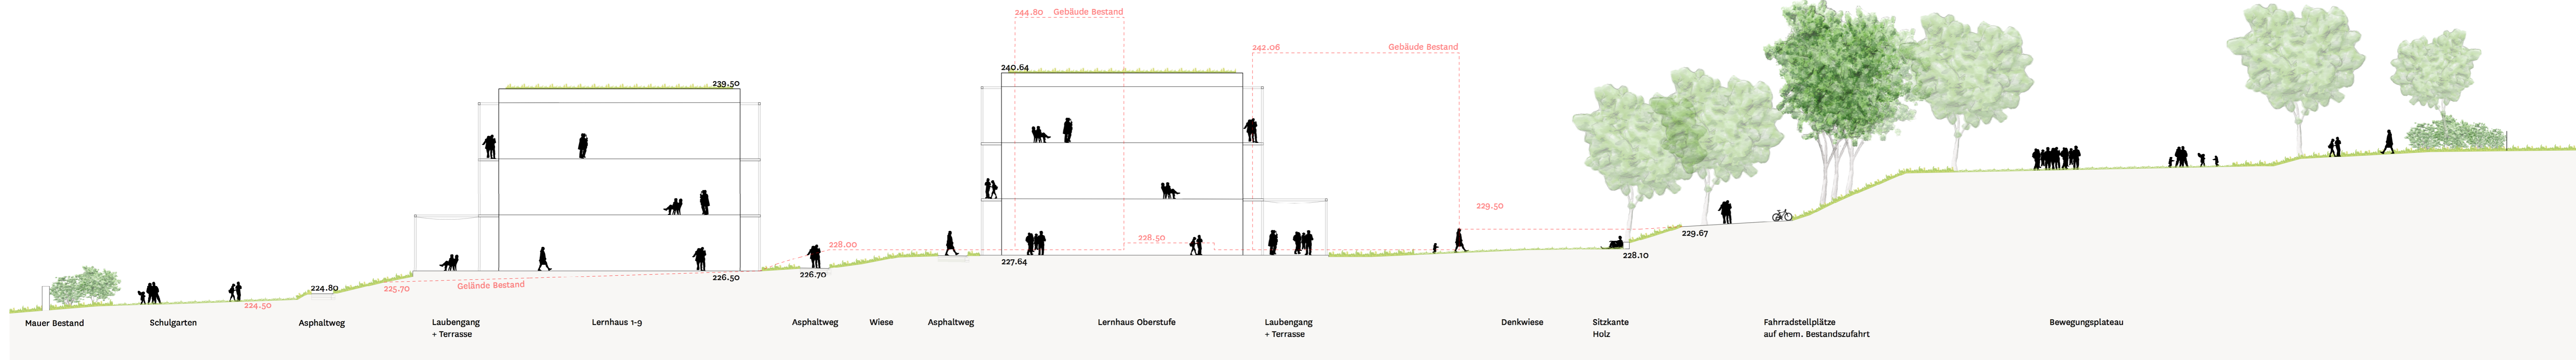 244.80 Gebäude Bestand
242.06 Gebäude Bestand
240.64
239.50
229.50
228.50
228.00
229.67
228.10
227.64
226.70
226.50
Gelände Bestand
225.70
224.80
224.50
Mauer Bestand
Schulgarten
Asphaltweg
Laubengang
+ Terrasse
Lernhaus 1-9
Asphaltweg
Wiese
Asphaltweg
Lernhaus Oberstufe
Laubengang
+ Terrasse
Denkwiese
Sitzkante
Holz
Fahrradstellplätze
auf ehem. Bestandszufahrt
Bewegungsplateau